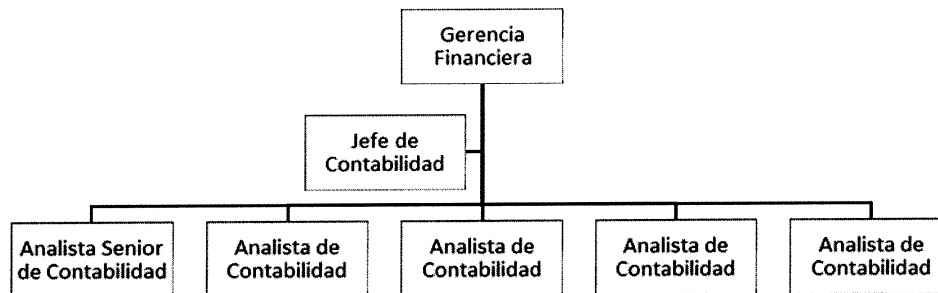 Gerencia
Financiera
Jefe de
Contabilidad
Analista Senior
de Contabilidad
Analista de
Contabilidad
Analista de
Contabilidad
Analista de
Contabilidad
Analista de
Contabilidad